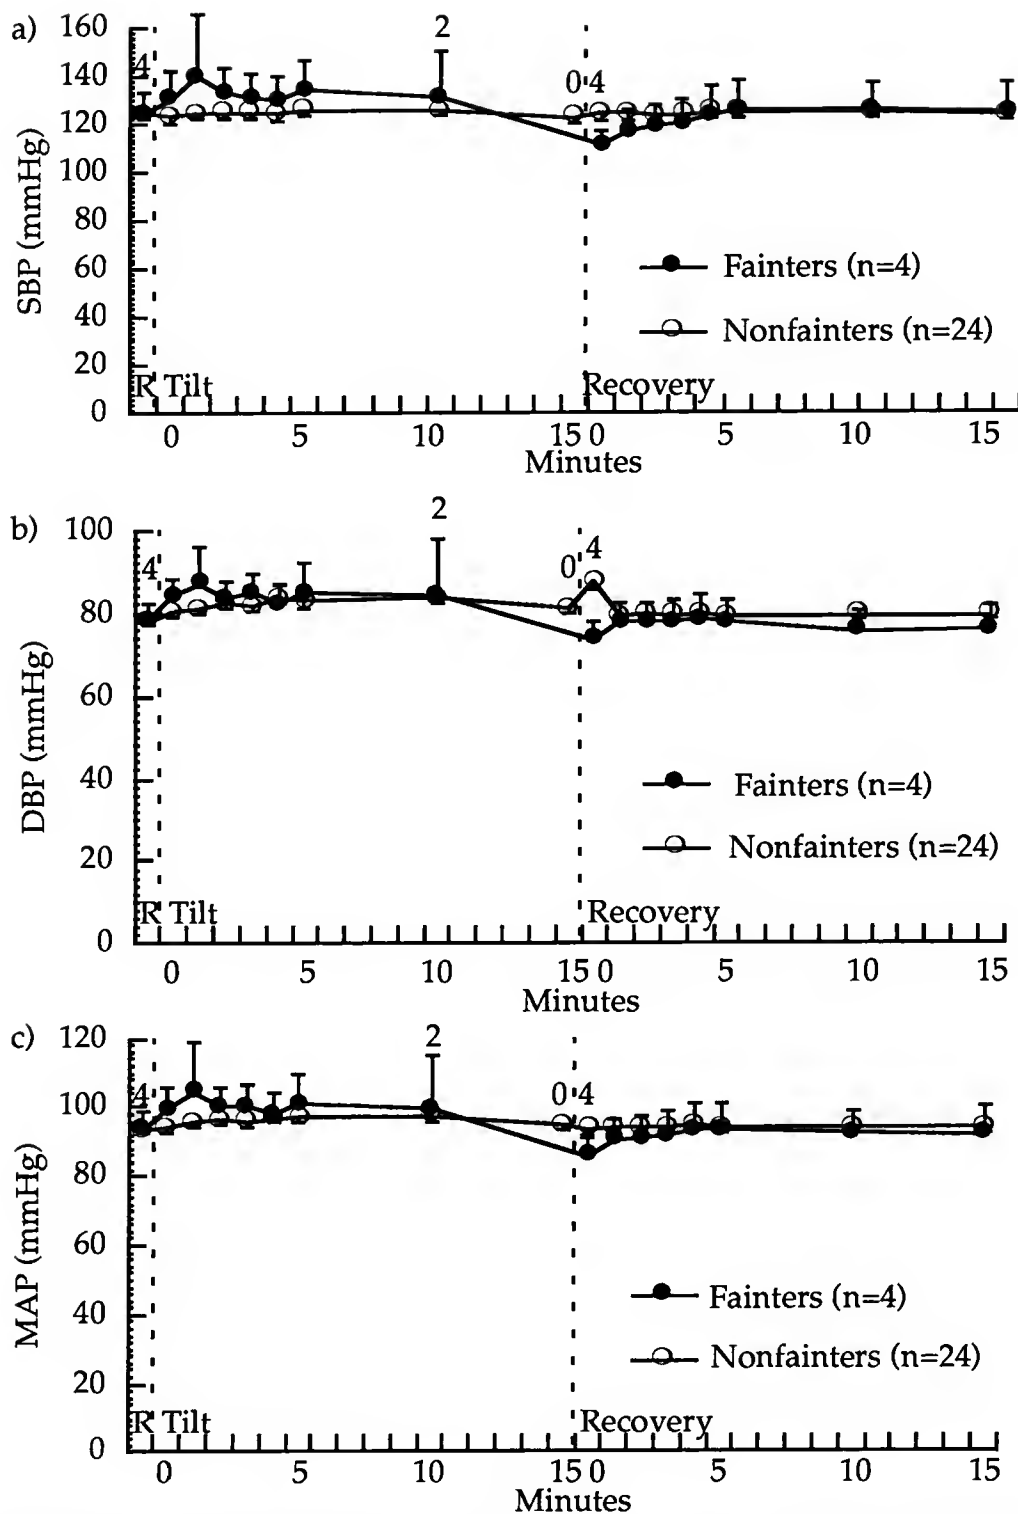 a)
160
140
120
100
80
60
40
20
0
SBP (mmHg)
4
2
0 4
Fainters (n=4)
Nonfainters (n=24)
R Tilt
Recovery
0 5 10 15 0 5 10 15
Minutes
b)
100
80
60
40
20
0
DBP (mmHg)
4
2
0 4
Fainters (n=4)
Nonfainters (n=24)
R Tilt
Recovery
0 5 10 15 0 5 10 15
Minutes
c)
120
100
80
60
40
20
0
MAP (mmHg)
4
2
0 4
Fainters (n=4)
Nonfainters (n=24)
R Tilt
Recovery
0 5 10 15 0 5 10 15
Minutes